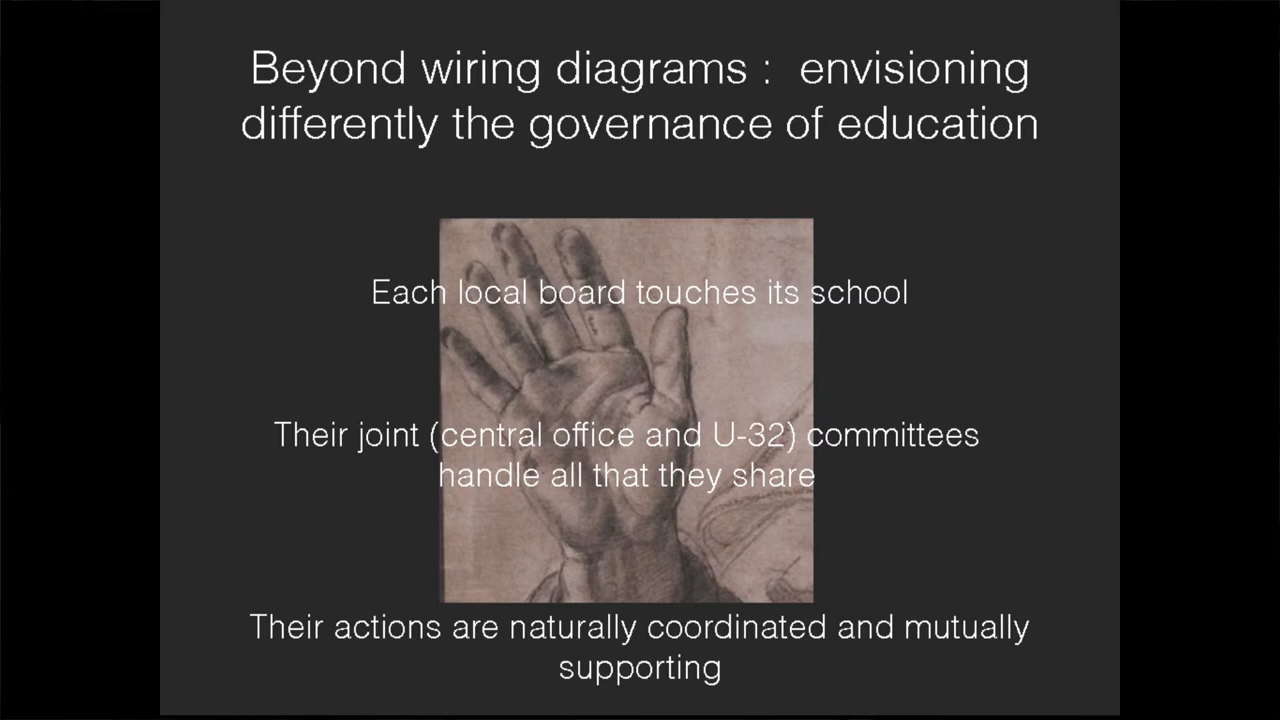 Beyond wiring diagrams :  envisioning
differently the governance of education
Each local board touches its school
Their joint (central office and U-32) committees
handle all that they share
Their actions are naturally coordinated and mutually
supporting